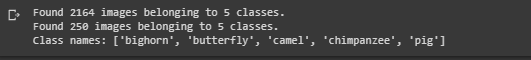 Found 2164 images belonging to 5 classes.
Found 250 images belonging to 5 classes.
Class names: ['bighorn', 'butterfly', 'camel', 'chimpanzee', 'pig']